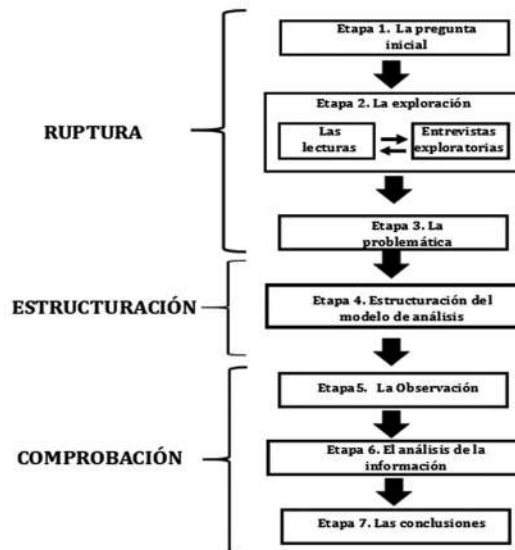 Etapa 1. La pregunta
inicial
Etapa 2. La exploración
Las
lecturas
Entrevistas
exploratorias
RUPTURA
Etapa 3. La
problemática
ESTRUCTURACIÓN
Etapa 4. Estructuración del
modelo de análisis
Etapa5. La Observación
COMPROBACIÓN
Etapa 6. El análisis de la
información
Etapa 7. Las conclusiones